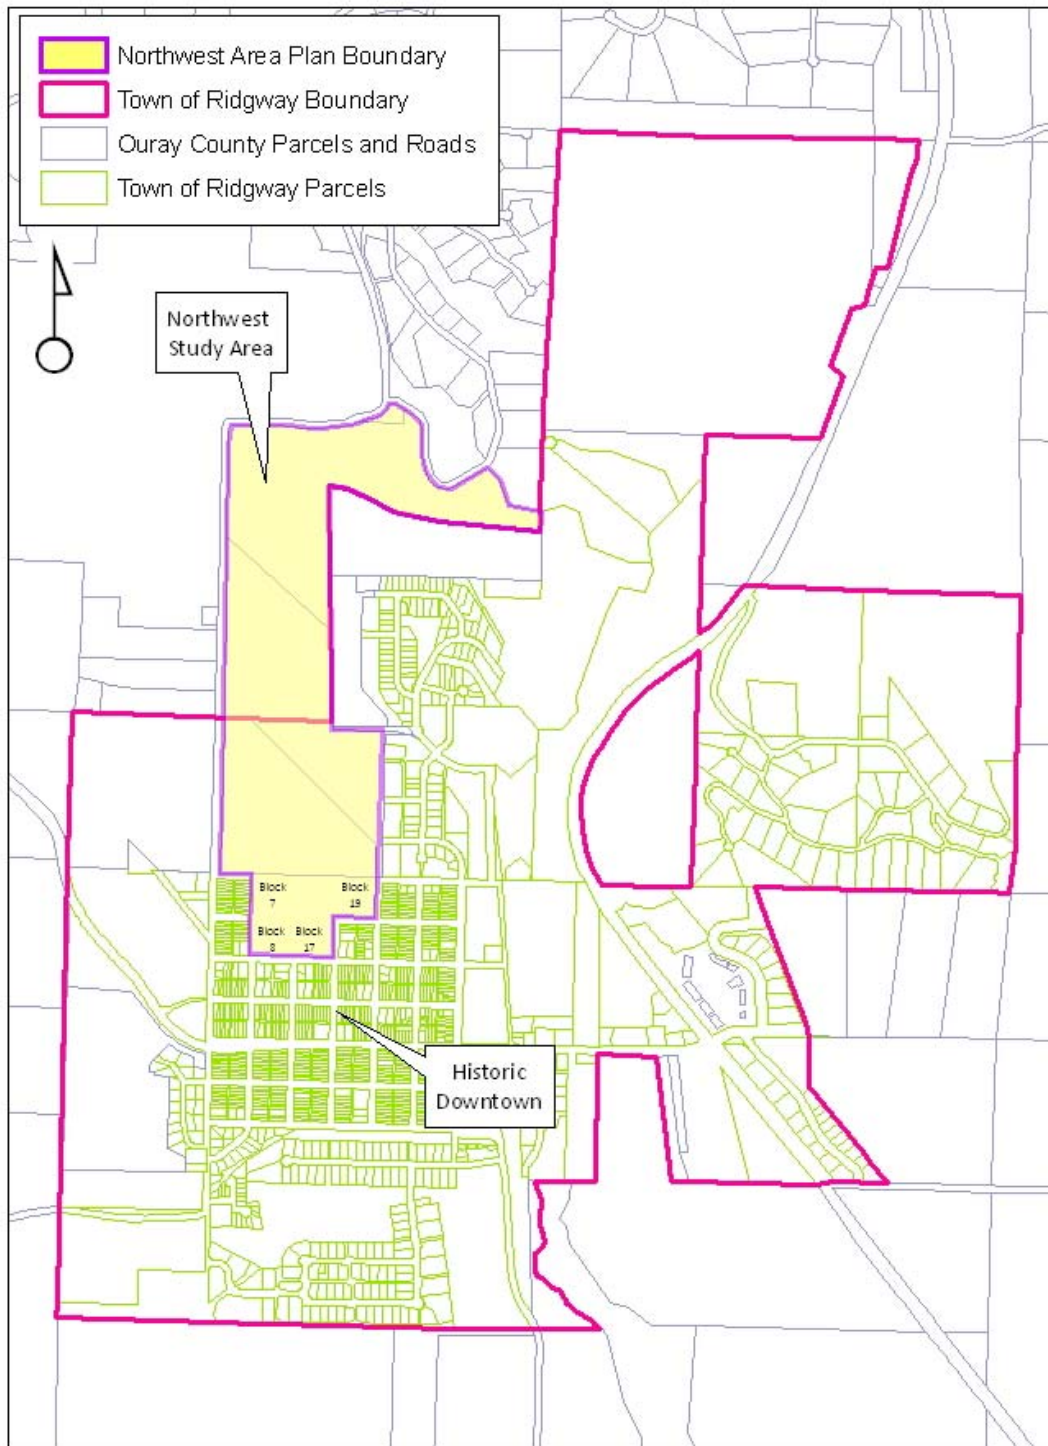 Northwest Area Plan Boundary
Town of Ridgway Boundary
Ouray County Parcels and Roads
Town of Ridgway Parcels
Northwest
Study Area
Block
7
Block
19
Block
8
Block
17
Historic
Downtown